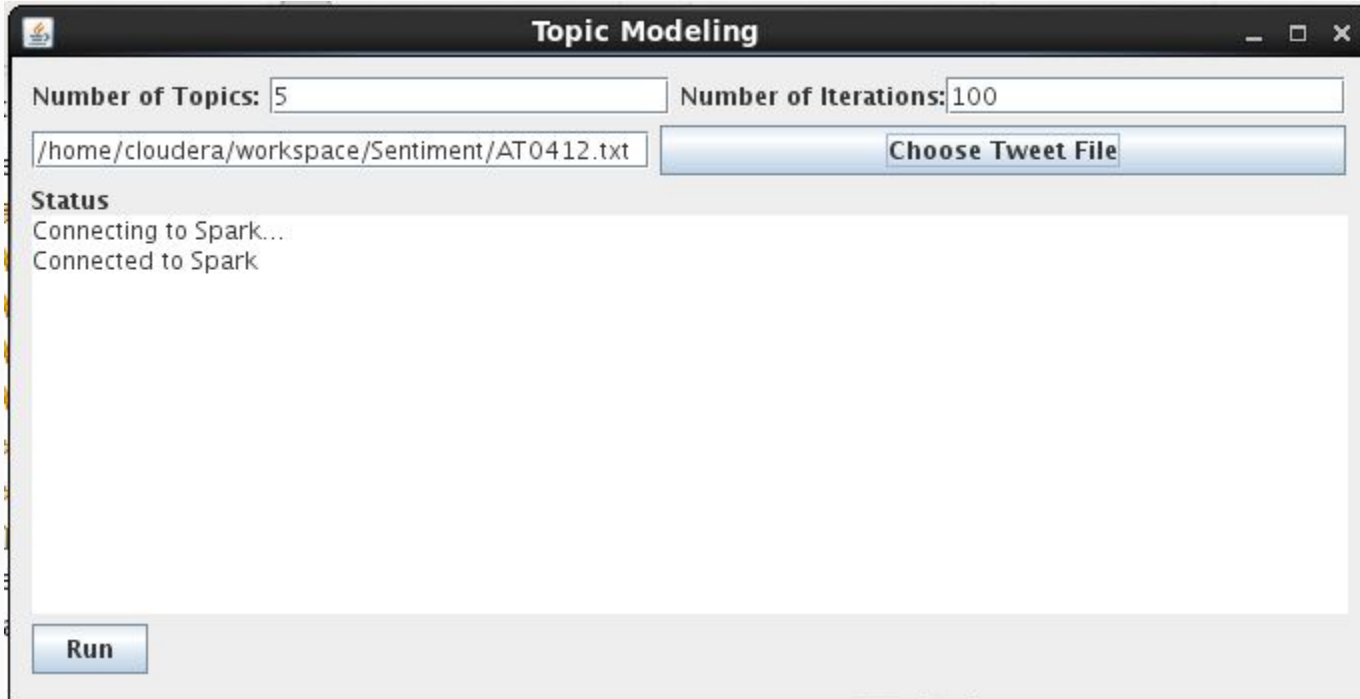 Topic Modeling
Number of Topics: 5 Number of Iterations: 100
/home/cloudera/workspace/Sentiment/AT0412.txt Choose Tweet File
Status
Connecting to Spark...
Connected to Spark
Run